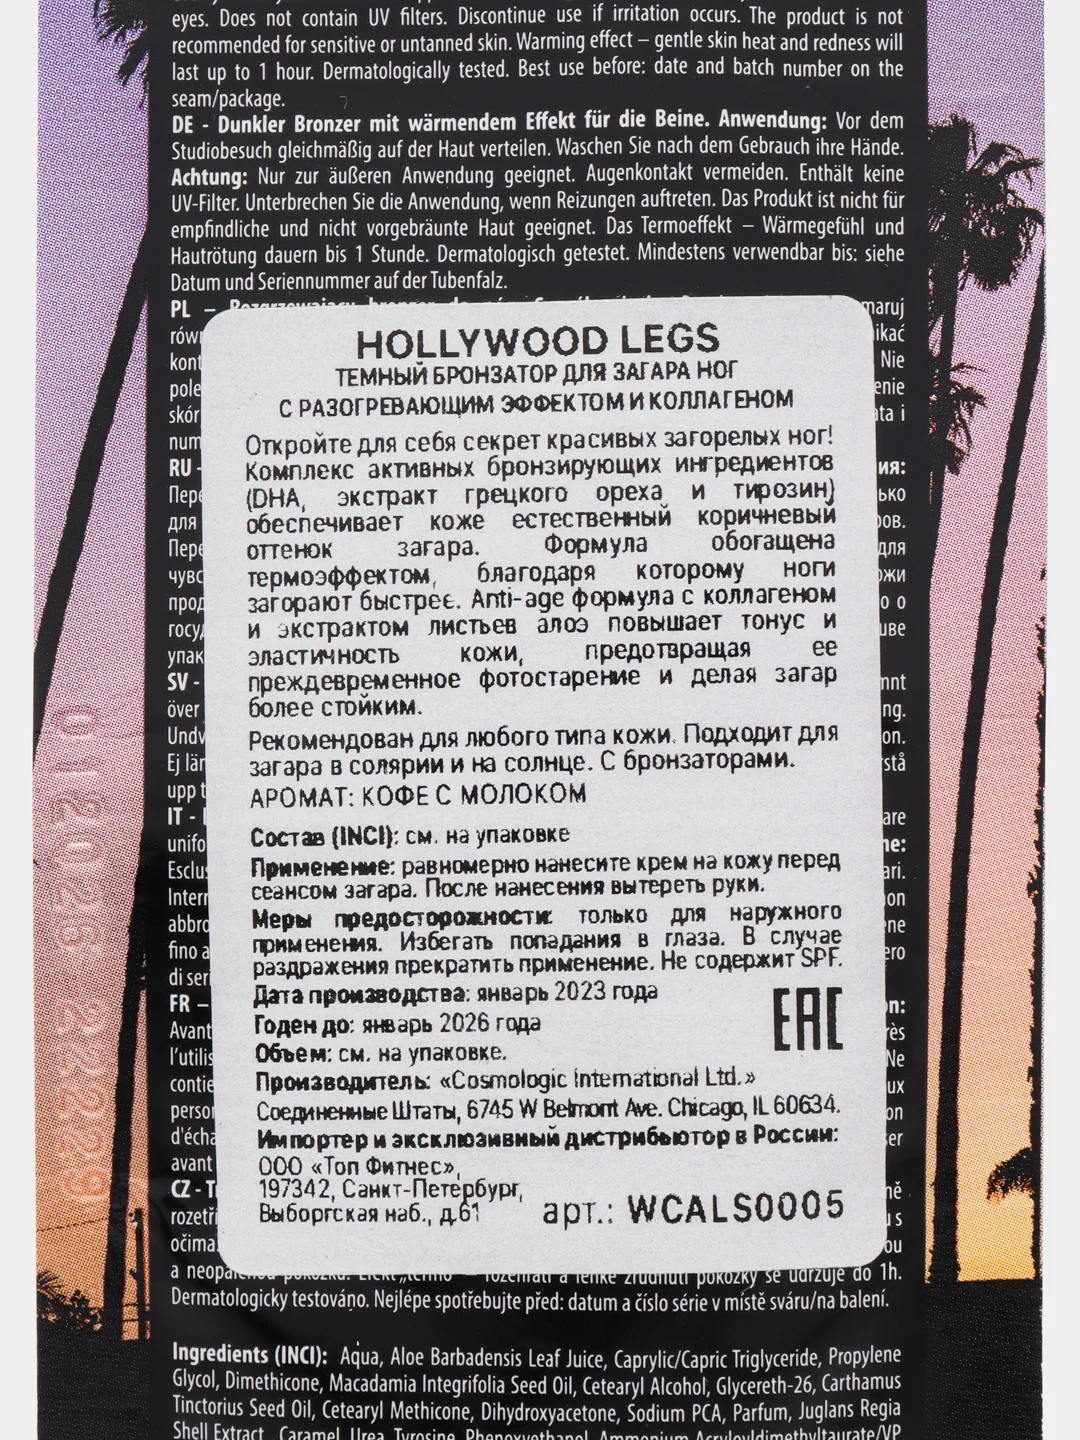 eyes. Does not contain UV filters. Discontinue use if irritation occurs. The product is not
recommended for sensitive or untanned skin. Warming effect – gentle skin heat and redness will
last up to 1 hour. Dermatologically tested. Best use before: date and batch number on the
seam/package.
DE - Dunkler Bronzer mit wärmendem Effekt für die Beine. Anwendung: Vor dem
Studiobesuch gleichmäßig auf der Haut verteilen. Waschen Sie nach dem Gebrauch ihre Hände.
Achtung: Nur zur äußeren Anwendung geeignet. Augenkontakt vermeiden. Enthält keine
UV-Filter. Unterbrechen Sie die Anwendung, wenn Reizungen auftreten. Das Produkt ist nicht für
empfindliche und nicht vorgebräunte Haut geeignet. Das Termoeffekt – Wärmegefühl und
Hautrötung dauern bis 1 Stunde. Dermatologisch getestet. Mindestens verwendbar bis: siehe
Datum und Seriennummer auf der Tubenfalz.
PL –
HOLLYWOOD LEGS
ТЕМНЫЙ БРОНЗАТОР ДЛЯ ЗАГАРА НОГ
С РАЗОГРЕВАЮЩИМ ЭФФЕКТОМ И КОЛЛАГЕНОМ
Откройте для себя секрет красивых загорелых ног!
Комплекс активных бронзирующих ингредиентов
(DHA, экстракт грецкого ореха и тирозин)
обеспечивает коже естественный коричневый
оттенок загара. Формула обогащена
термоэффектом, благодаря которому ноги
загорают быстрее. Anti-age формула с коллагеном
и экстрактом листьев алоэ повышает тонус и
эластичность кожи, предотвращая ее
преждевременное фотостарение и делая загар
более стойким.
Рекомендован для любого типа кожи. Подходит для
загара в солярии и на солнце. С бронзаторами.
АРОМАТ: КОФЕ С МОЛОКОМ
Состав (INCI): см. на упаковке
Применение: равномерно нанесите крем на кожу перед
сеансом загара. После нанесения вытереть руки.
Меры предосторожности: только для наружного
применения. Избегать попадания в глаза. В случае
раздражения прекратить применение. Не содержит SPF.
Дата производства: январь 2023 года
Годен до: январь 2026 года
EAC
Объем: см. на упаковке.
Производитель: «Cosmologic International Ltd.»
Соединенные Штаты, 6745 W Belmont Ave. Chicago, IL 60634.
Импортер и эксклюзивный дистрибьютор в России:
ООО «Топ Фитнес»,
197342, Санкт-Петербург,
Выборгская наб., д.61 арт.: WCALS0005
RU -
SV -
IT -
FR –
CZ -
Dermatologicky testováno. Nejlépe spotřebujte před: datum a číslo série v místě sváru/na balení.
Ingredients (INCI): Aqua, Aloe Barbadensis Leaf Juice, Caprylic/Capric Triglyceride, Propylene
Glycol, Dimethicone, Macadamia Integrifolia Seed Oil, Cetearyl Alcohol, Glycereth-26, Carthamus
Tinctorius Seed Oil, Cetearyl Methicone, Dihydroxyacetone, Sodium PCA, Parfum, Juglans Regia
Shell Extract, Caramel, Urea, Tyrosine, Phenoxyethanol, Ammonium Acryloyldimethyltaurate/VP